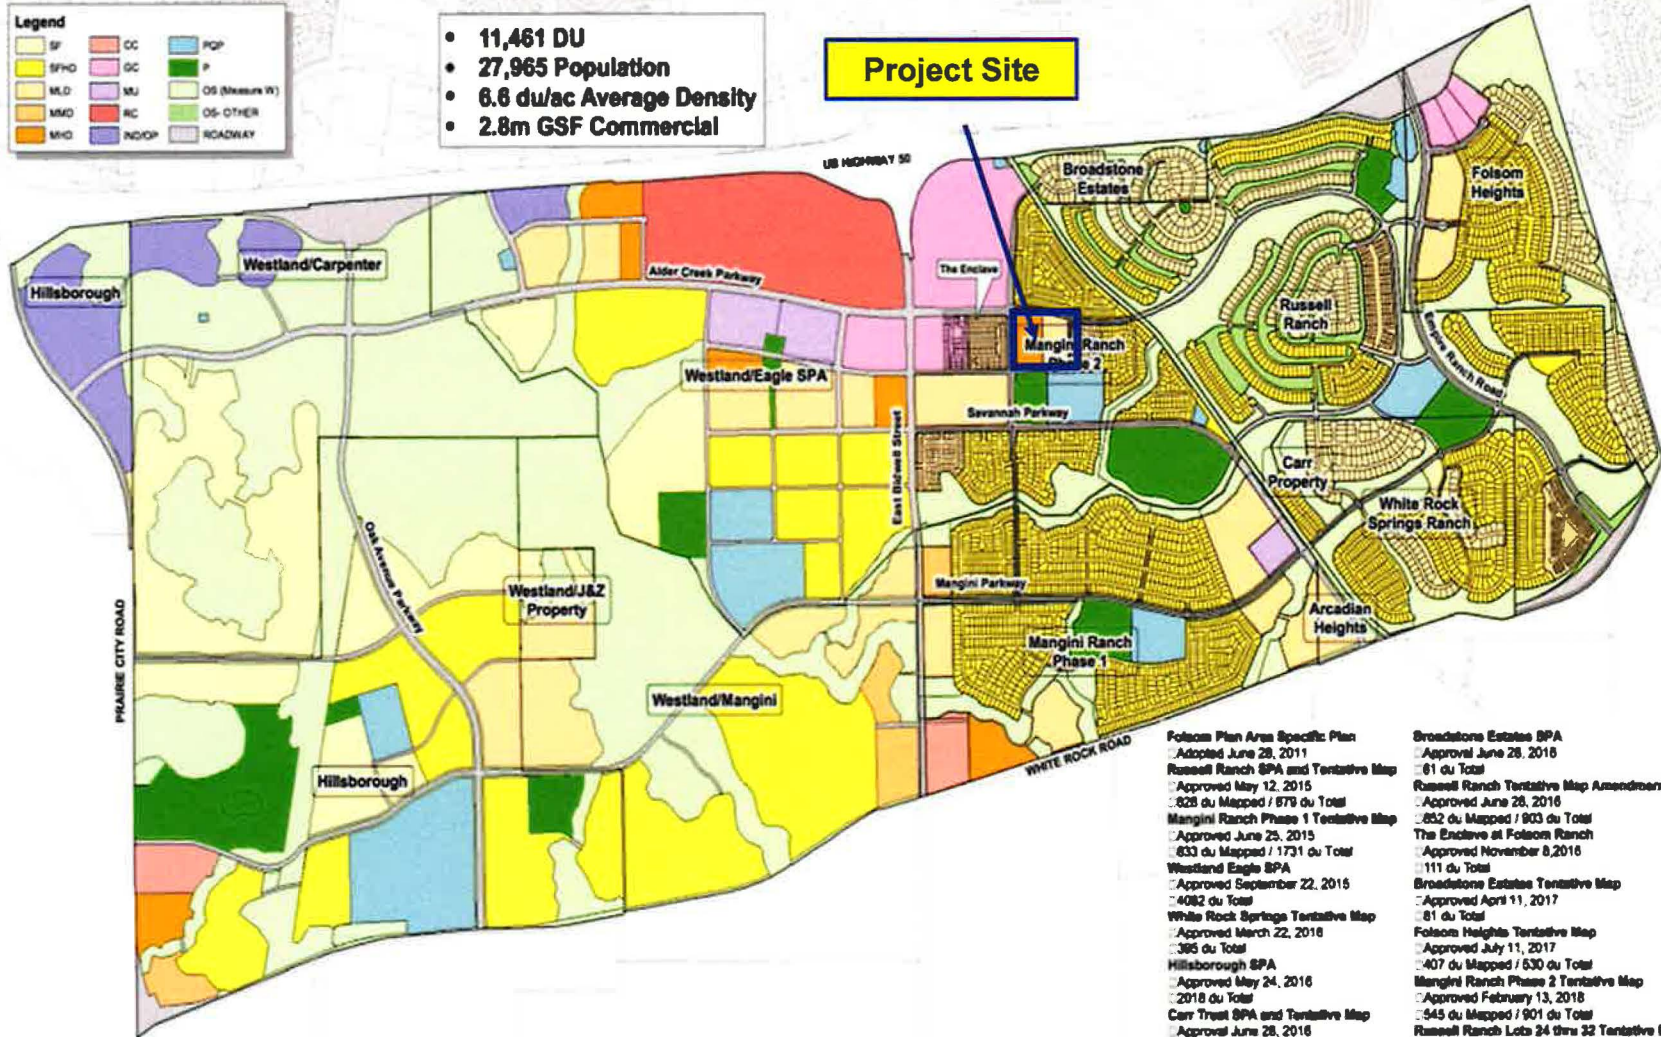 Legend
SF
SFHD
MLD
MMD
MHD
CC
GC
MU
RC
IND/OP
PQP
P
OS (Measure W)
OS- OTHER
ROADWAY
• 11,461 DU
• 27,965 Population
• 6.6 du/ac Average Density
• 2.8m GSF Commercial
Project Site
US HIGHWAY 50
Broadstone
Estates
Folsom
Heights
Westland/Carpenter
Hillsborough
Alder Creek Parkway
The Enclave
Russell
Ranch
Mangini Ranch
Phase 2
Empire Ranch Road
Westland/Eagle SPA
Savannah Parkway
East Bidwell Street
Carr
Property
White Rock
Springs Ranch
Oak Avenue Parkway
Mangini Parkway
Westland/J&Z
Property
PRAIRIE CITY ROAD
Arcadian
Heights
Mangini Ranch
Phase 1
Westland/Mangini
WHITE ROCK ROAD
Hillsborough
Folsom Plan Area Specific Plan
Adopted June 28, 2011
Russell Ranch SPA and Tentative Map
Approved May 12, 2015
828 du Mapped / 879 du Total
Mangini Ranch Phase 1 Tentative Map
Approved June 25, 2015
833 du Mapped / 1731 du Total
Westland Eagle SPA
Approved September 22, 2015
4082 du Total
White Rock Springs Tentative Map
Approved March 22, 2016
395 du Total
Hillsborough SPA
Approved May 24, 2016
2018 du Total
Carr Trust SPA and Tentative Map
Approval June 28, 2016
Broadstone Estates SPA
Approval June 28, 2016
81 du Total
Russell Ranch Tentative Map Amendment
Approved June 28, 2016
852 du Mapped / 903 du Total
The Enclave at Folsom Ranch
Approved November 8,2016
111 du Total
Broadstone Estates Tentative Map
Approved April 11, 2017
81 du Total
Folsom Heights Tentative Map
Approved July 11, 2017
407 du Mapped / 530 du Total
Mangini Ranch Phase 2 Tentative Map
Approved February 13, 2018
545 du Mapped / 901 du Total
Russell Ranch Lots 24 thru 32 Tentative